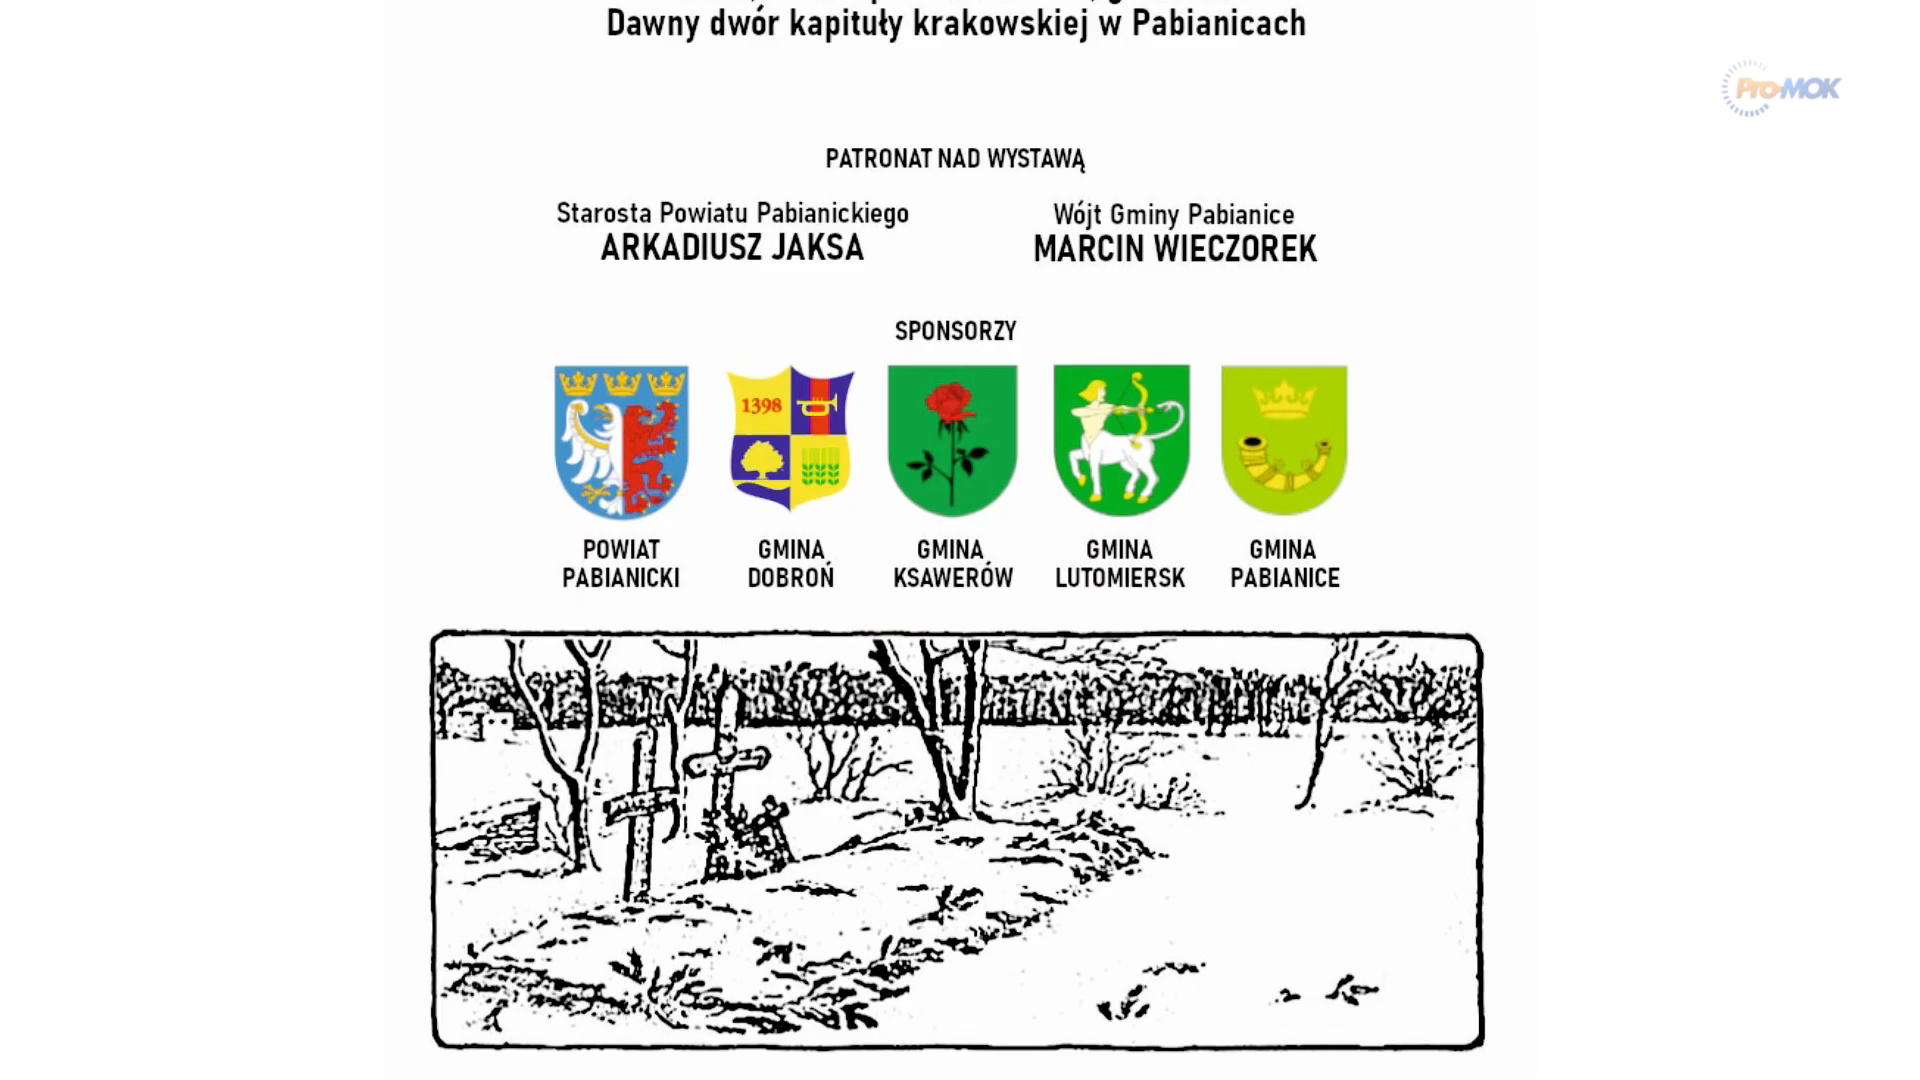 Dawny dwór kapituły krakowskiej w Pabianicach
Pro-MOK
PATRONAT NAD WYSTAWĄ
Starosta Powiatu Pabianickiego
ARKADIUSZ JAKSA
Wójt Gminy Pabianice
MARCIN WIECZOREK
SPONSORZY
1398
POWIAT
PABIANICKI
GMINA
DOBROŃ
GMINA
KSAWERÓW
GMINA
LUTOMIERSK
GMINA
PABIANICE